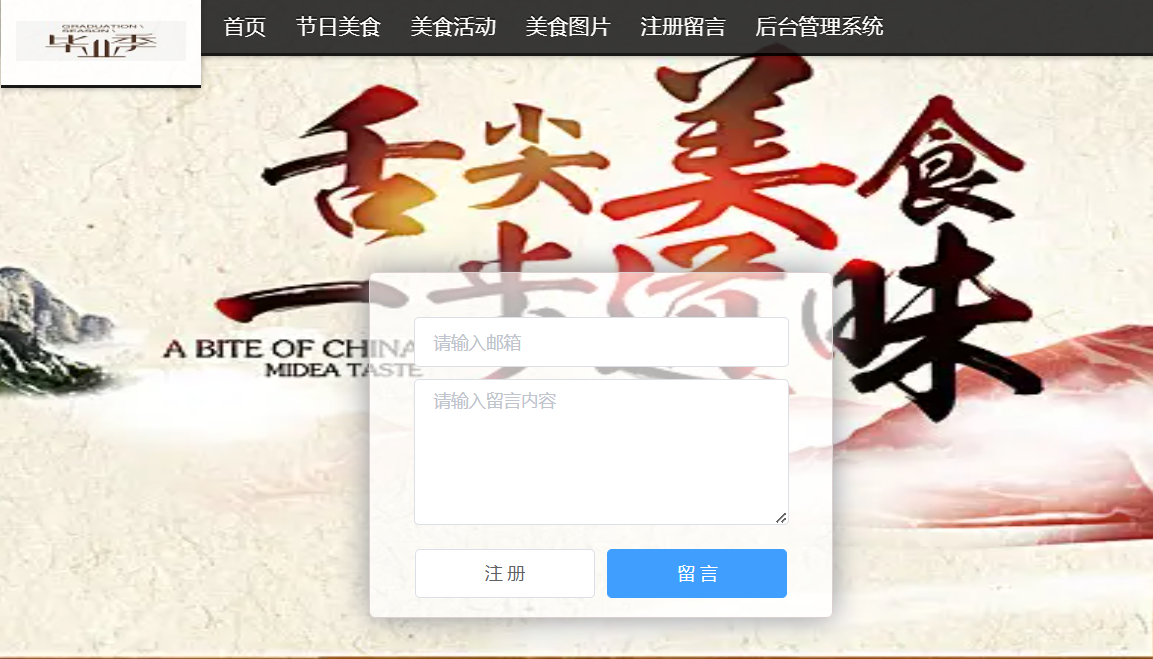 GRADUATION \
SEASON \
毕业季
首页 节日美食 美食活动 美食图片 注册留言 后台管理系统
舌尖美食
一步道味
A BITE OF CHINA
MIDEA TASTE
请输入邮箱
请输入留言内容
注 册 留 言